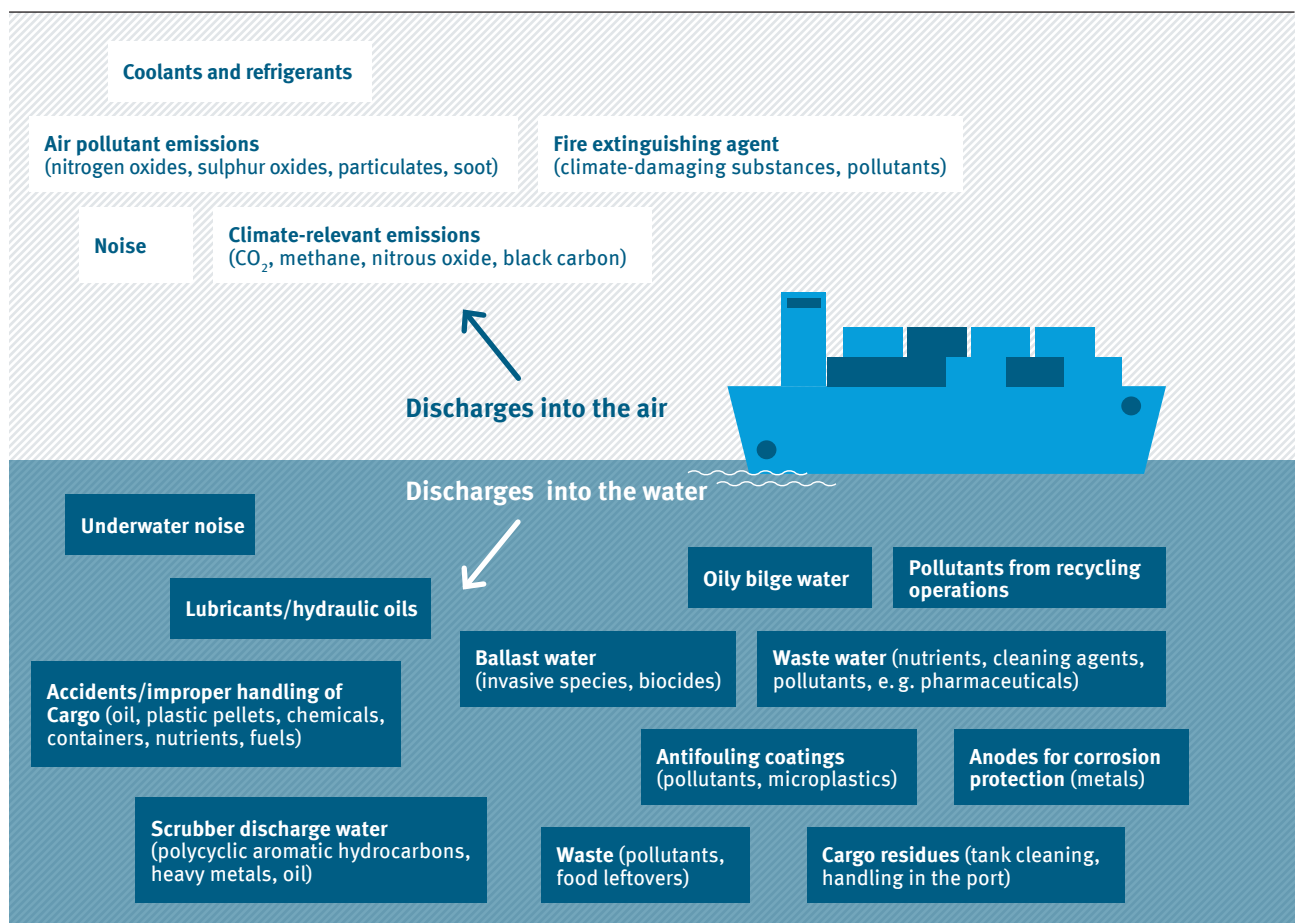 Coolants and refrigerants
Air pollutant emissions
(nitrogen oxides, sulphur oxides, particulates, soot)
Fire extinguishing agent
(climate-damaging substances, pollutants)
Noise
Climate-relevant emissions
(CO₂, methane, nitrous oxide, black carbon)
Discharges into the air
Discharges into the water
Underwater noise
Oily bilge water
Pollutants from recycling
operations
Lubricants/hydraulic oils
Ballast water
(invasive species, biocides)
Waste water (nutrients, cleaning agents,
pollutants, e. g. pharmaceuticals)
Accidents/improper handling of
Cargo (oil, plastic pellets, chemicals,
containers, nutrients, fuels)
Antifouling coatings
(pollutants, microplastics)
Anodes for corrosion
protection (metals)
Scrubber discharge water
(polycyclic aromatic hydrocarbons,
heavy metals, oil)
Waste (pollutants,
food leftovers)
Cargo residues (tank cleaning,
handling in the port)